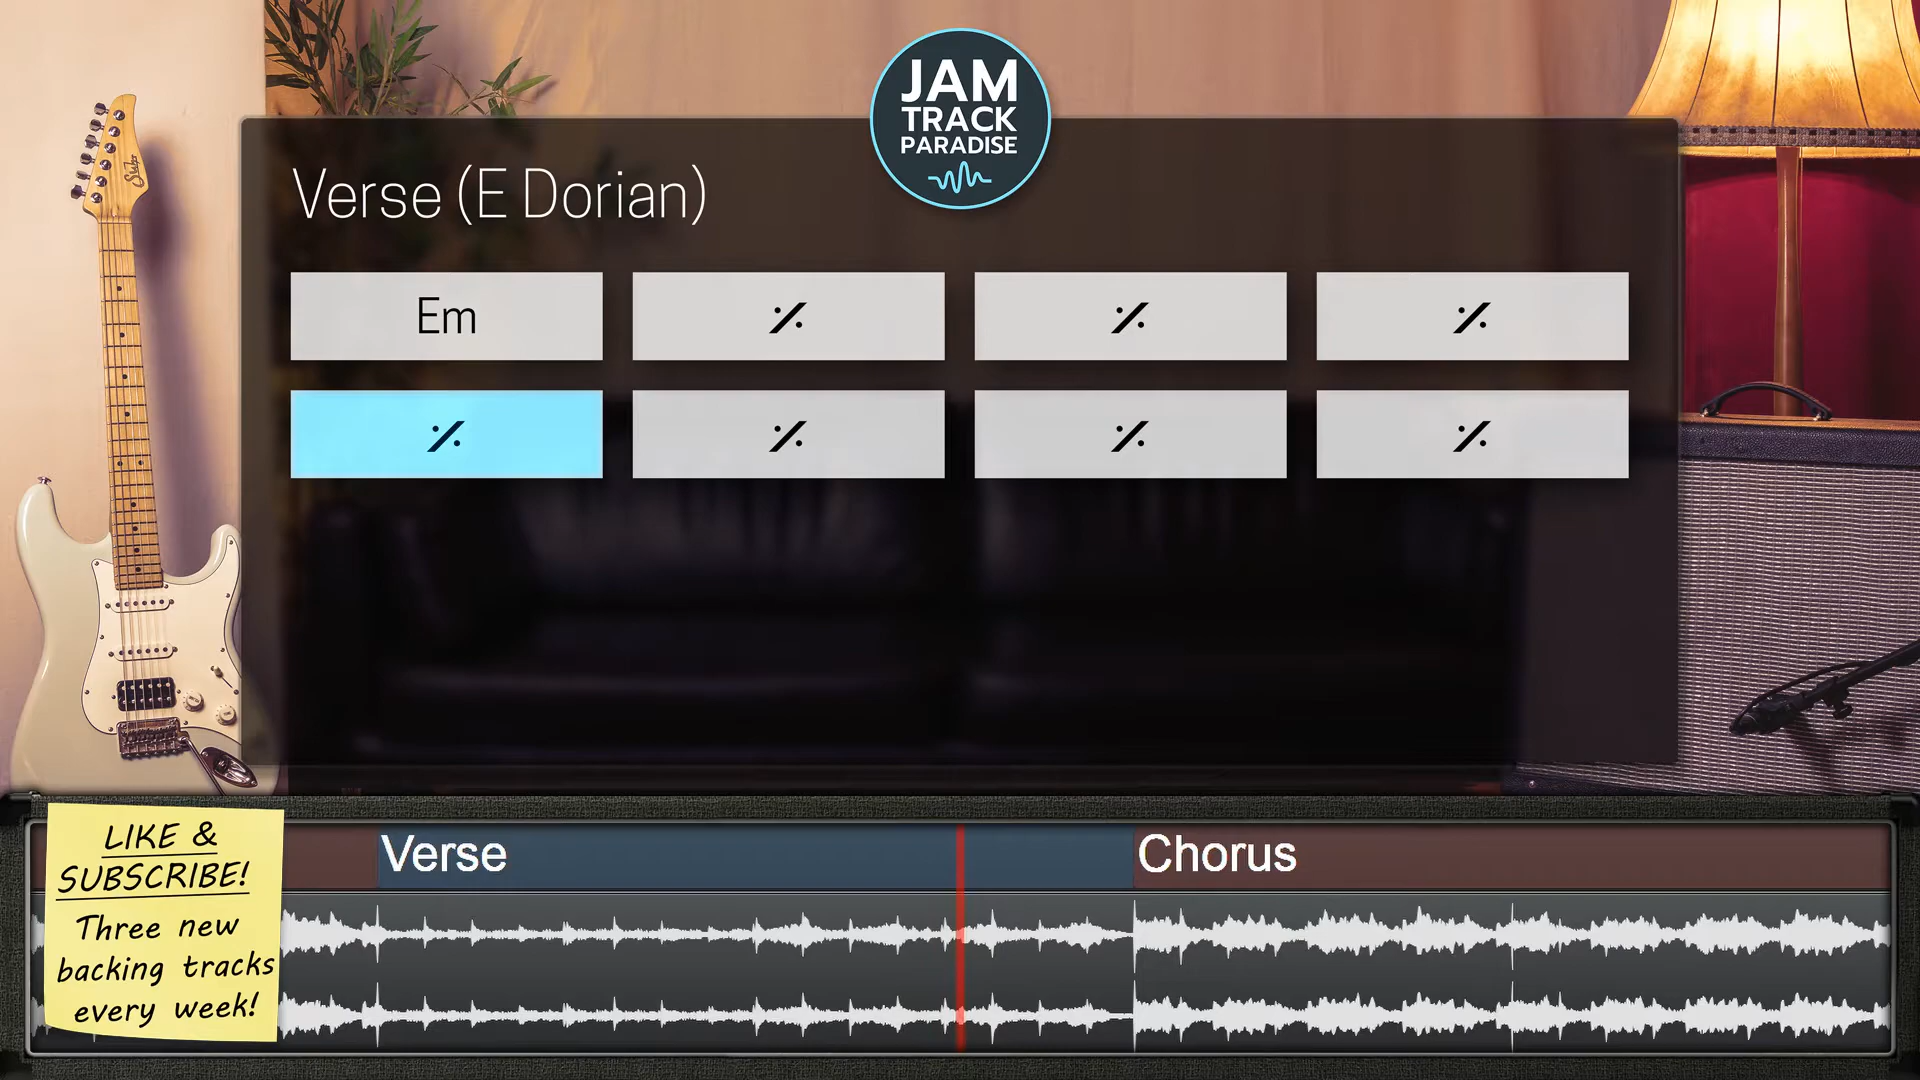 JAM
TRACK
PARADISE
Verse (E Dorian)
Em
Verse
Chorus
LIKE &
SUBSCRIBE!
Three new
backing tracks
every week!